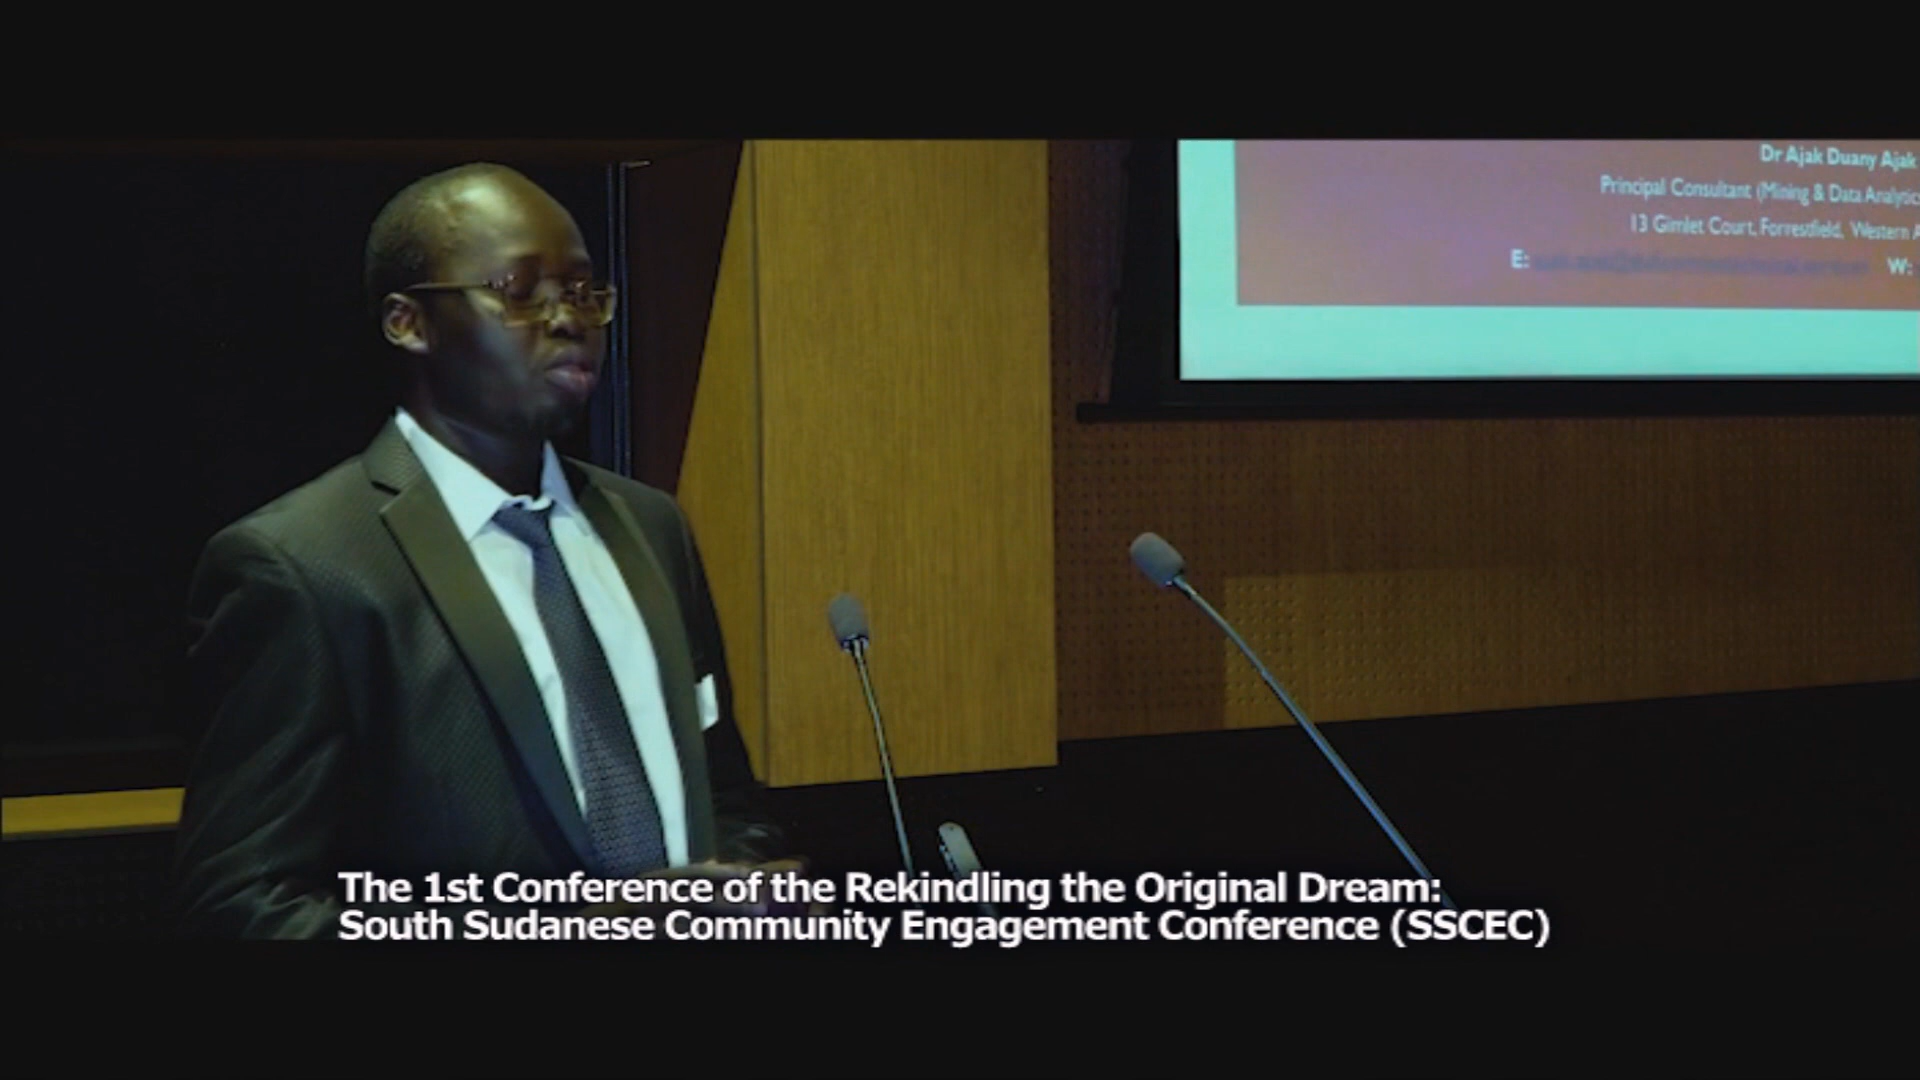 Dr Ajak Duany Ajak
Principal Consultant (Mining & Data Analytics
13 Gimlet Court, Forrestfield, Western A
E:
W:
The 1st Conference of the Rekindling the Original Dream:
South Sudanese Community Engagement Conference (SSCEC)